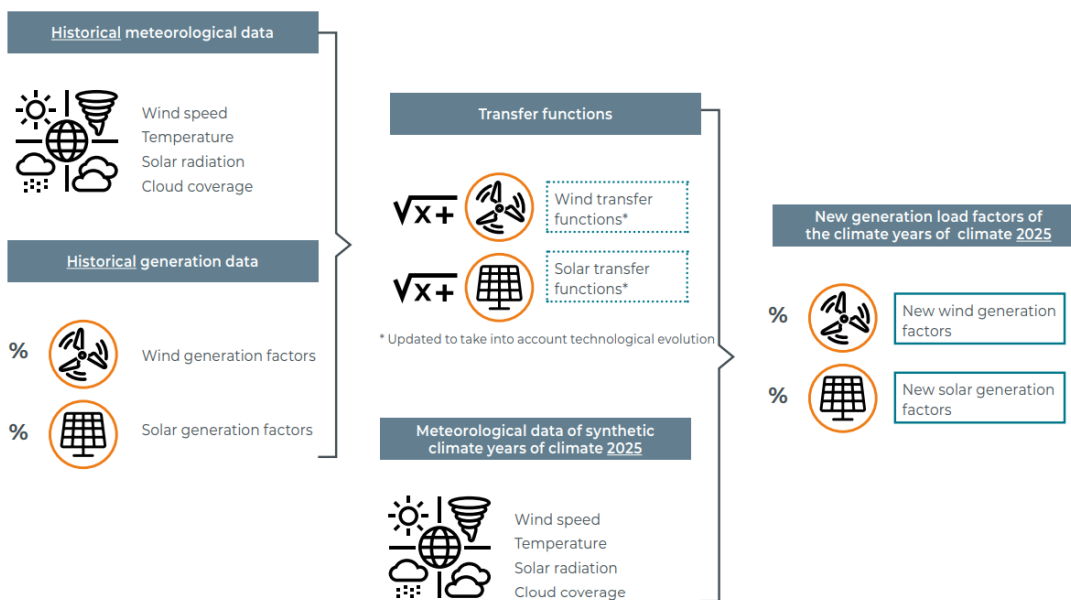 Historical meteorological data
Wind speed
Temperature
Solar radiation
Cloud coverage
Historical generation data
% Wind generation factors
% Solar generation factors
Transfer functions
√x+ Wind transfer
functions*
√x+ Solar transfer
functions*
* Updated to take into account technological evolution
Meteorological data of synthetic
climate years of climate 2025
Wind speed
Temperature
Solar radiation
Cloud coverage
New generation load factors of
the climate years of climate 2025
% New wind generation
factors
% New solar generation
factors